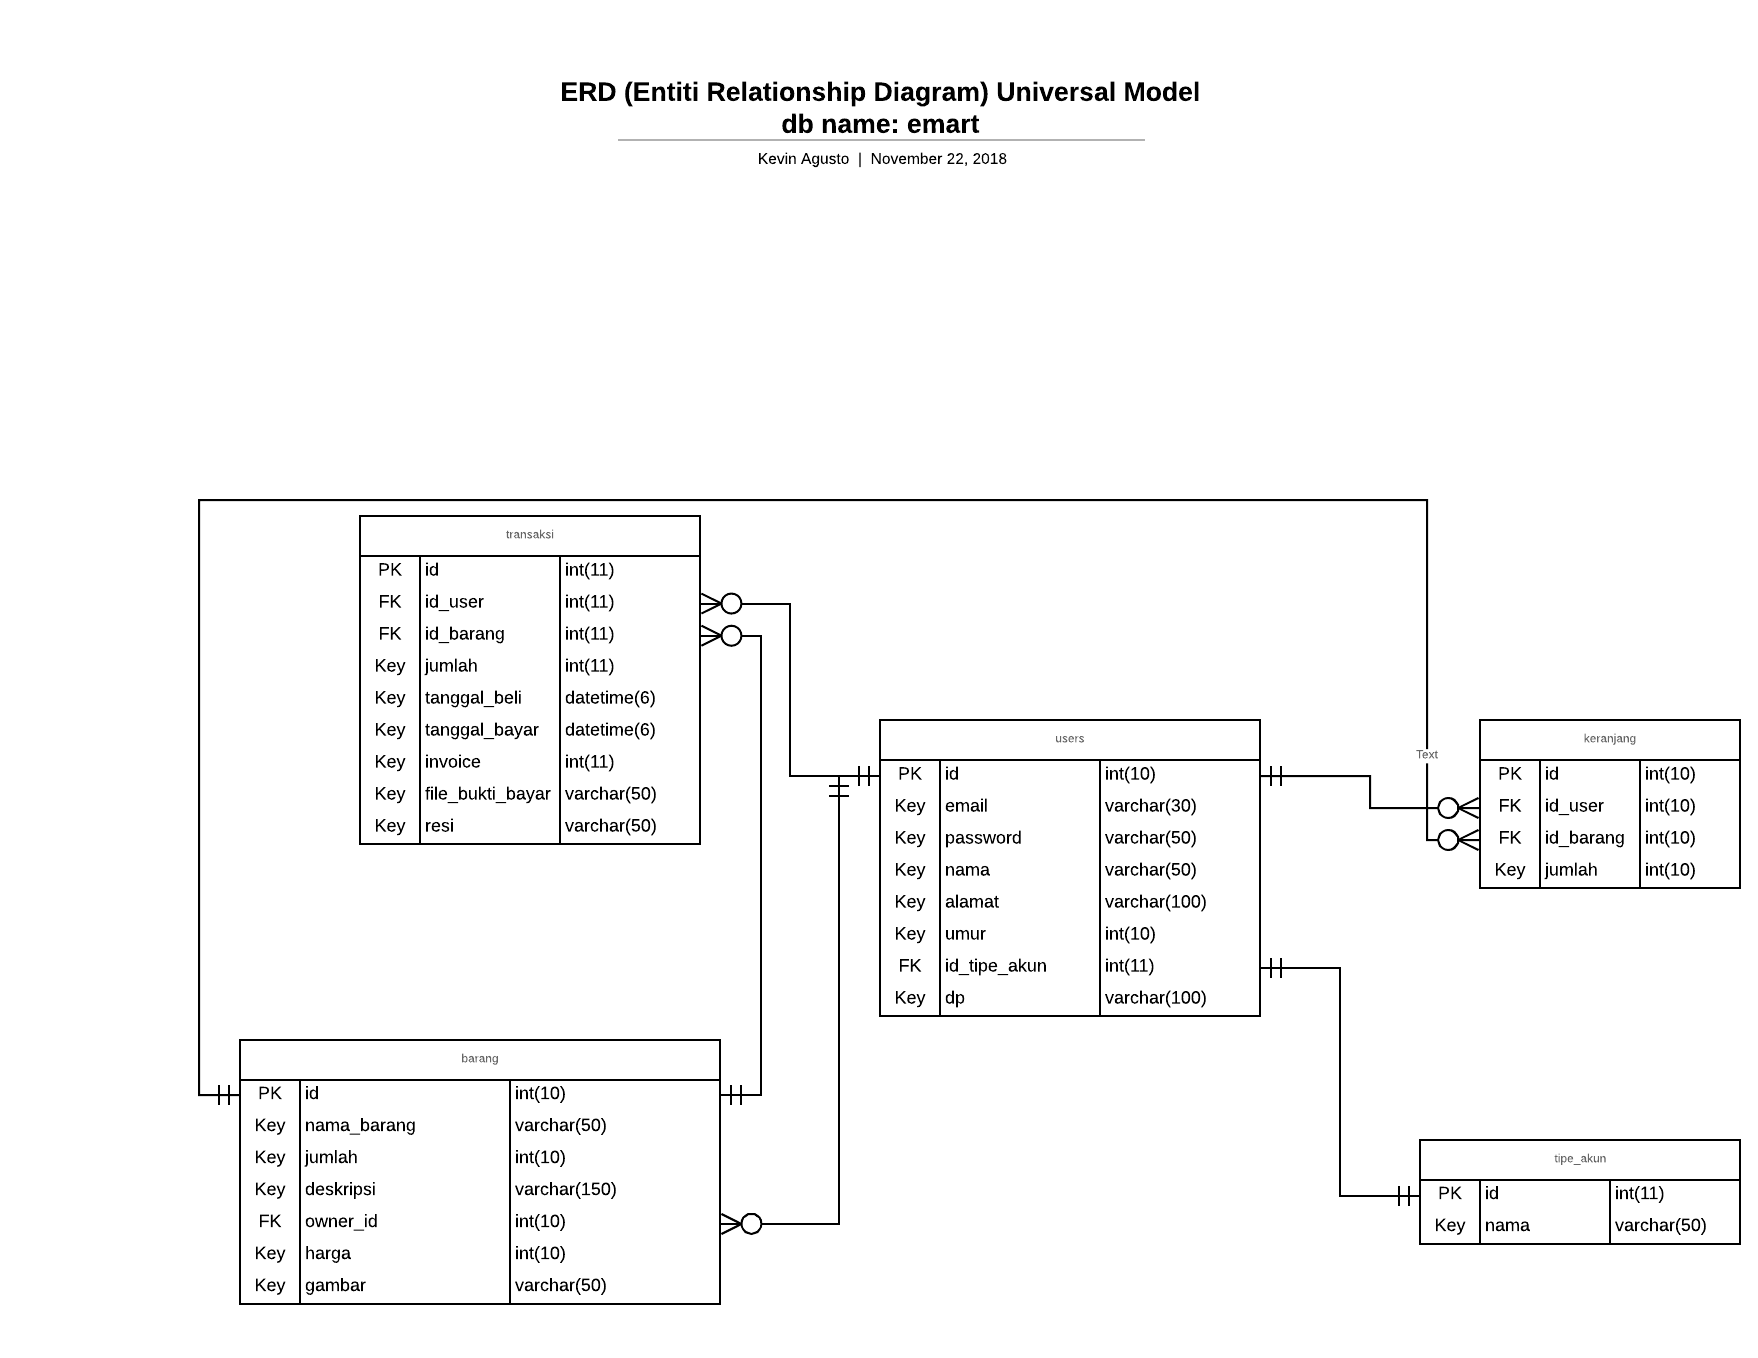 ERD (Entiti Relationship Diagram) Universal Model
db name: emart
Kevin Agusto | November 22, 2018
transaksi
PK id int(11)
FK id_user int(11)
FK id_barang int(11)
Key jumlah int(11)
Key tanggal_beli datetime(6)
Key tanggal_bayar datetime(6)
Key invoice int(11)
Key file_bukti_bayar varchar(50)
Key resi varchar(50)
users
PK id int(10)
Key email varchar(30)
Key password varchar(50)
Key nama varchar(50)
Key alamat varchar(100)
Key umur int(10)
FK id_tipe_akun int(11)
Key dp varchar(100)
Text
keranjang
PK id int(10)
FK id_user int(10)
FK id_barang int(10)
Key jumlah int(10)
barang
PK id int(10)
Key nama_barang varchar(50)
Key jumlah int(10)
Key deskripsi varchar(150)
FK owner_id int(10)
Key harga int(10)
Key gambar varchar(50)
tipe_akun
PK id int(11)
Key nama varchar(50)